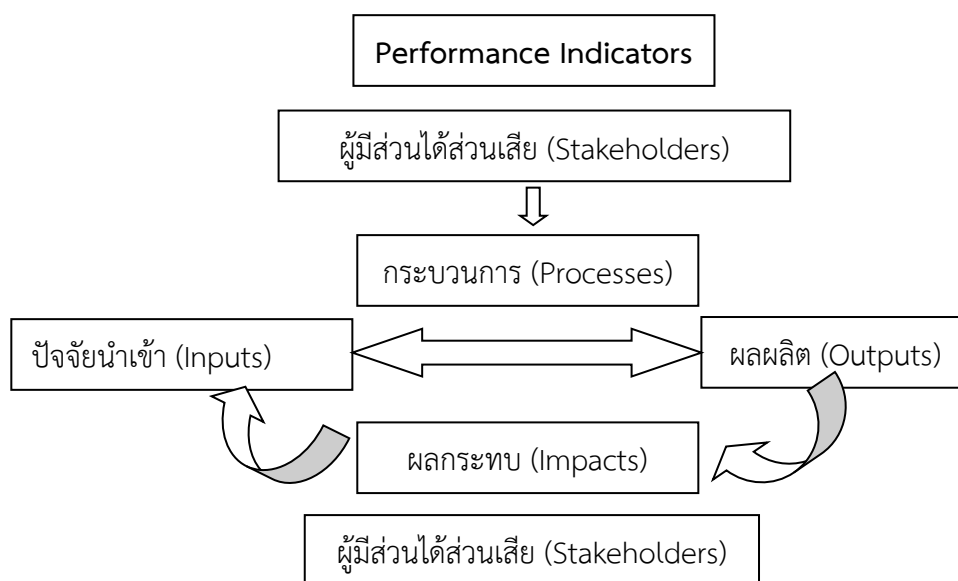 Performance Indicators
ผู้มีส่วนได้ส่วนเสีย (Stakeholders)
กระบวนการ (Processes)
ปัจจัยนำเข้า (Inputs)
ผลผลิต (Outputs)
ผลกระทบ (Impacts)
ผู้มีส่วนได้ส่วนเสีย (Stakeholders)